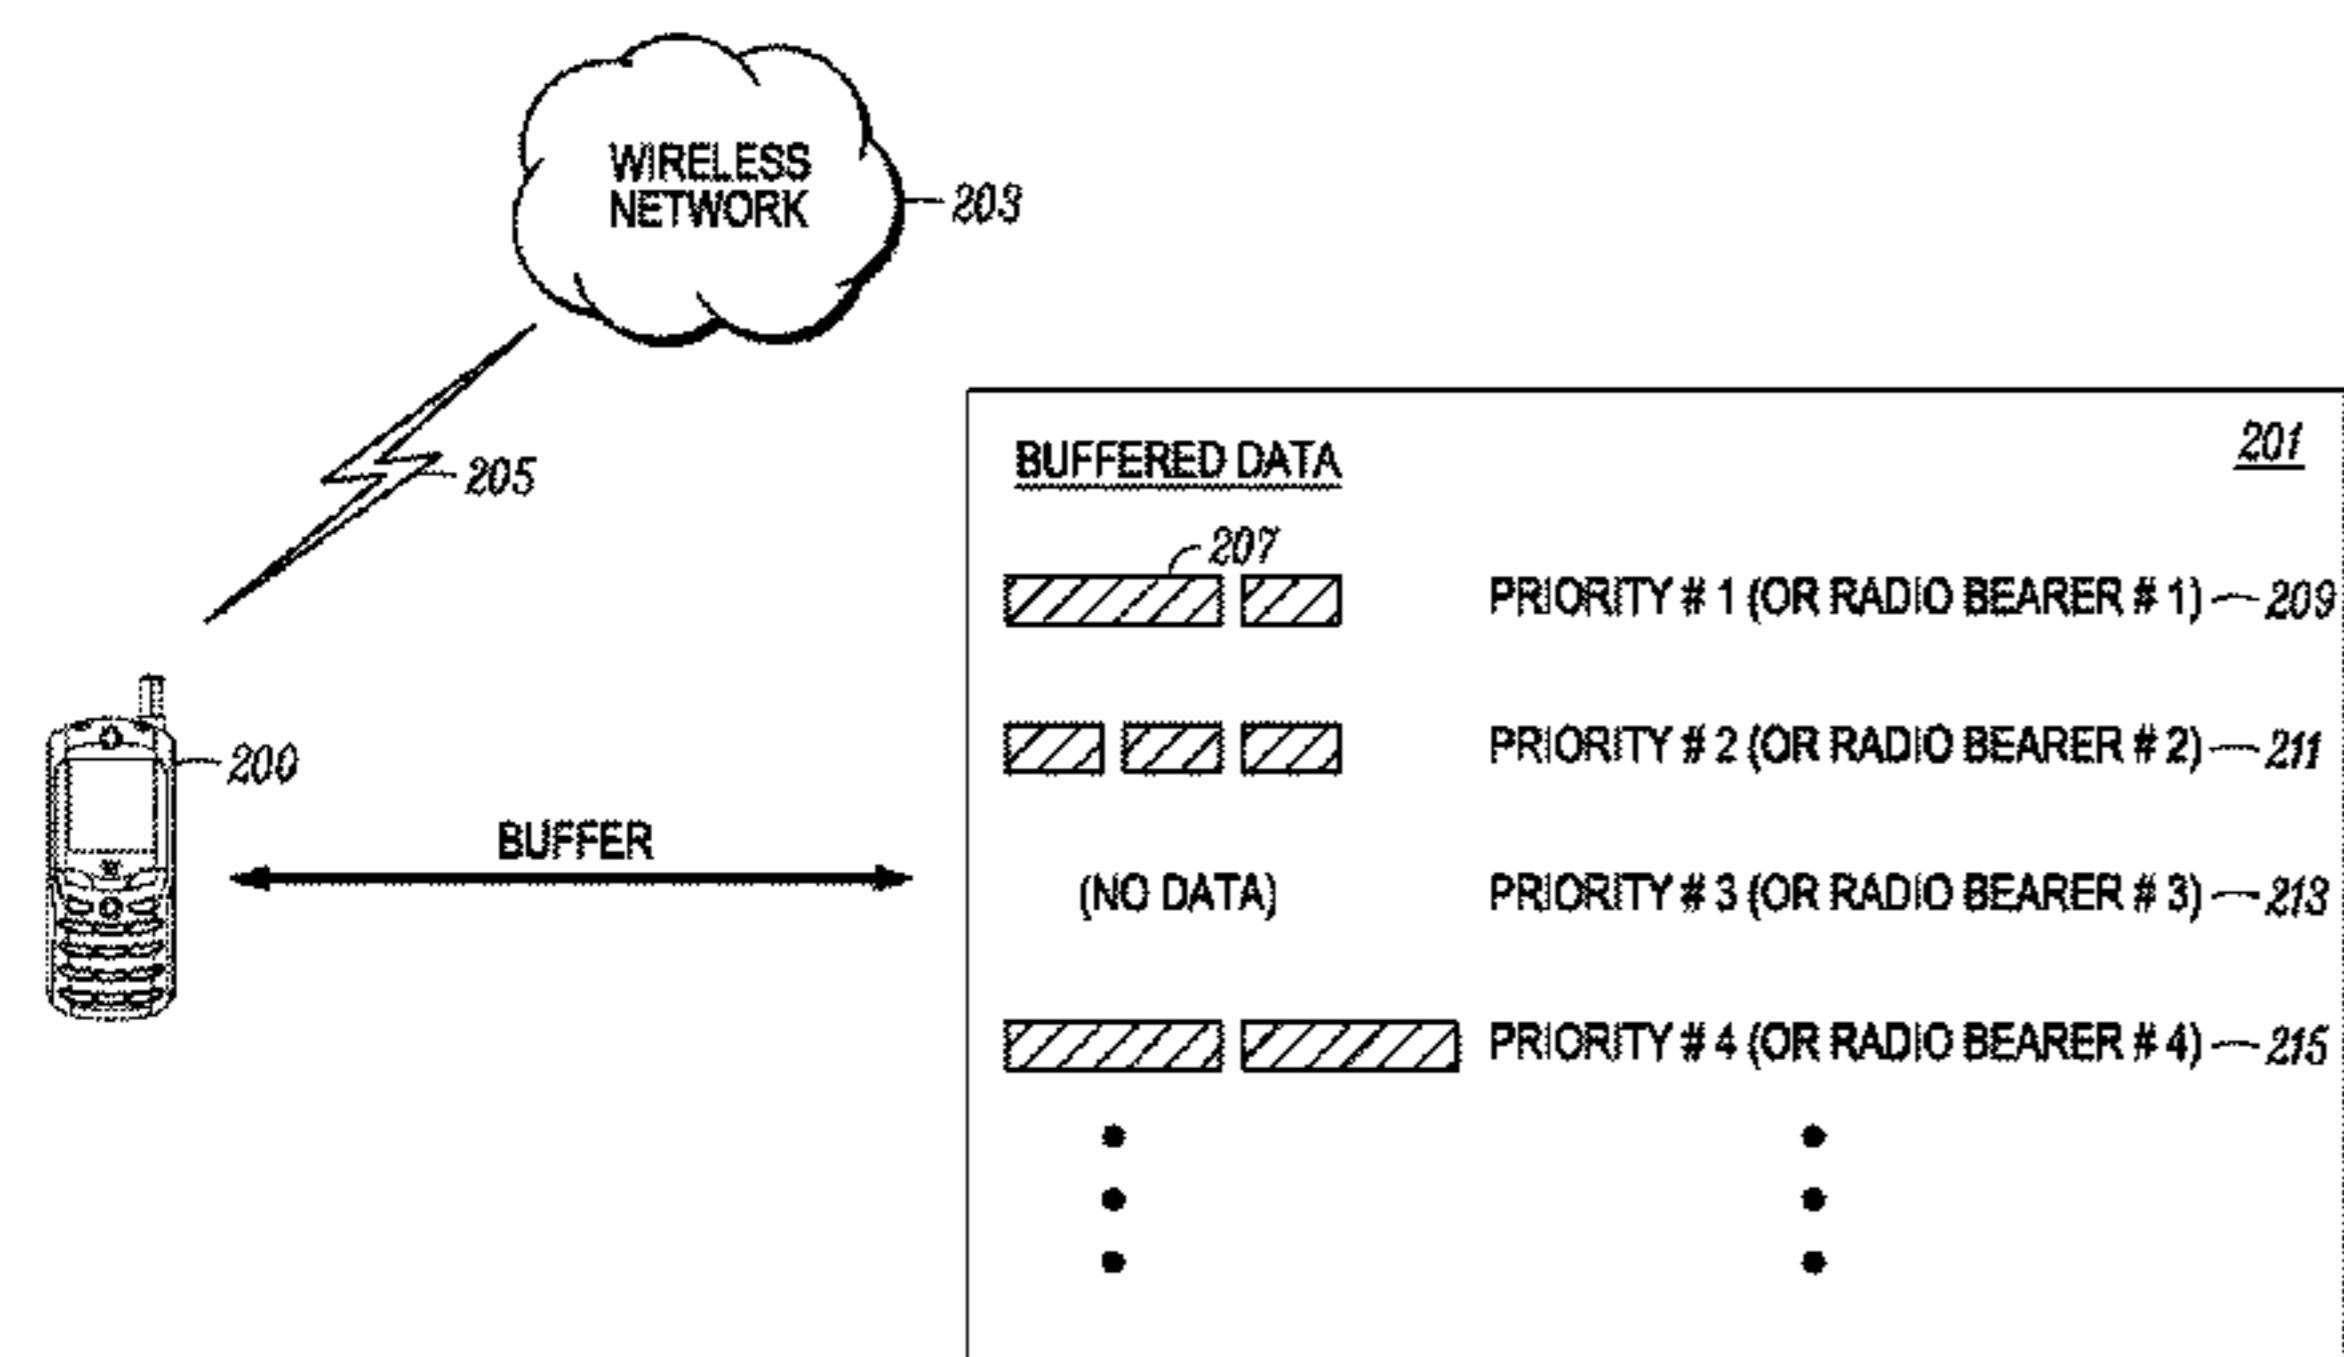 WIRELESS
NETWORK
203
205
201
BUFFERED DATA
207
PRIORITY # 1 (OR RADIO BEARER # 1)
209
PRIORITY # 2 (OR RADIO BEARER # 2)
211
200
BUFFER
(NO DATA)
PRIORITY # 3 (OR RADIO BEARER # 3)
213
PRIORITY # 4 (OR RADIO BEARER # 4)
215